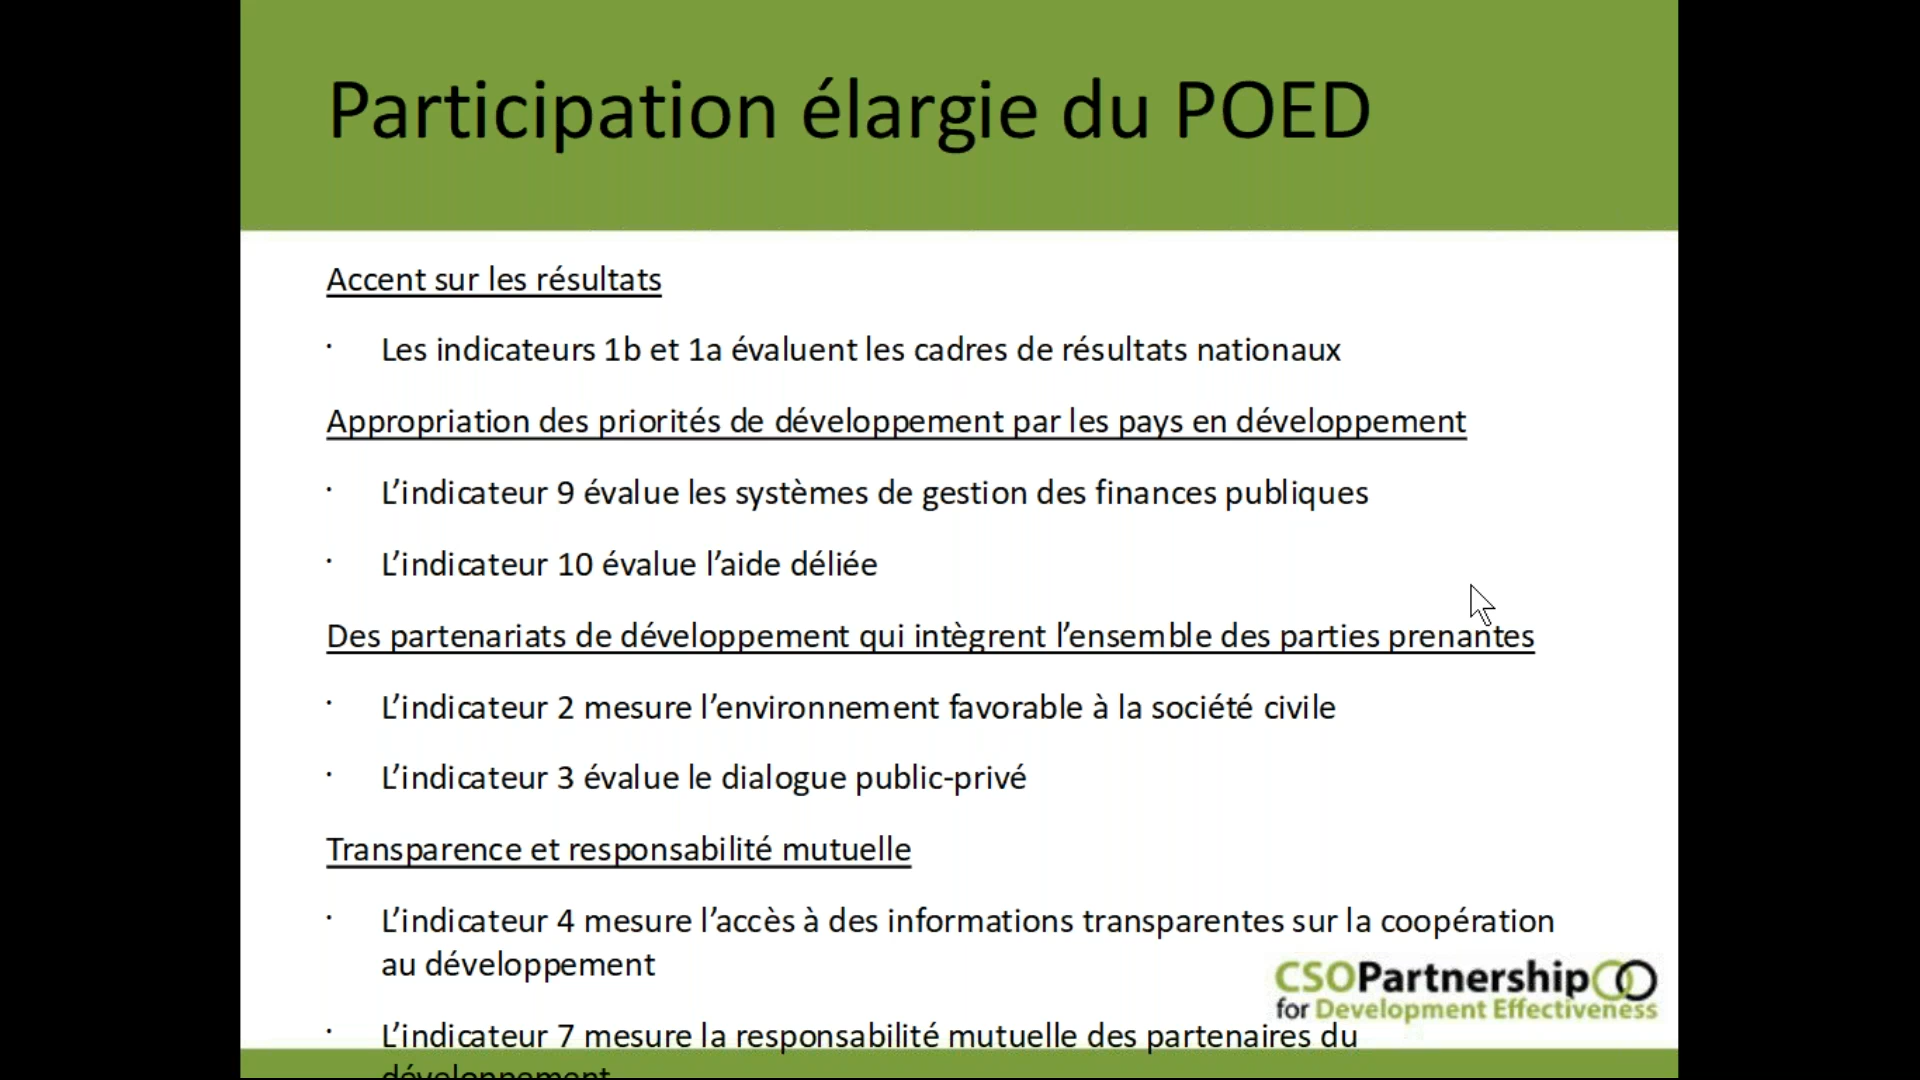 Participation élargie du POED
Accent sur les résultats
· Les indicateurs 1b et 1a évaluent les cadres de résultats nationaux
Appropriation des priorités de développement par les pays en développement
· L’indicateur 9 évalue les systèmes de gestion des finances publiques
· L’indicateur 10 évalue l’aide déliée
Des partenariats de développement qui intègrent l’ensemble des parties prenantes
· L’indicateur 2 mesure l’environnement favorable à la société civile
· L’indicateur 3 évalue le dialogue public-privé
Transparence et responsabilité mutuelle
· L’indicateur 4 mesure l’accès à des informations transparentes sur la coopération
au développement
CSOPartnership
for Development Effectiveness
· L’indicateur 7 mesure la responsabilité mutuelle des partenaires du
développement